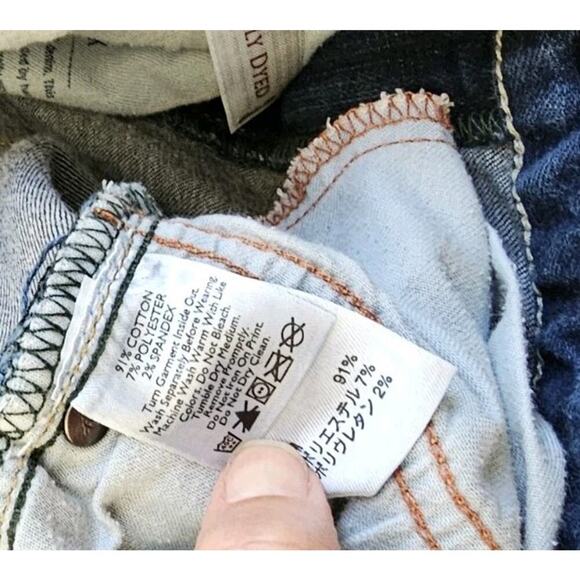 LY DYED
91% COTTON
7% POLYESTER
2% SPANDEX
Turn Garment Inside Out
Wash Separately Before Wearing
Machine Wash Warm With Like
Colors. Do Not Bleach.
Tumble Dry Medium.
Remove Promptly.
Do Not Iron On Print.
Do Not Dry Clean.
91%
ポリエステル 7%
ポリウレタン 2%